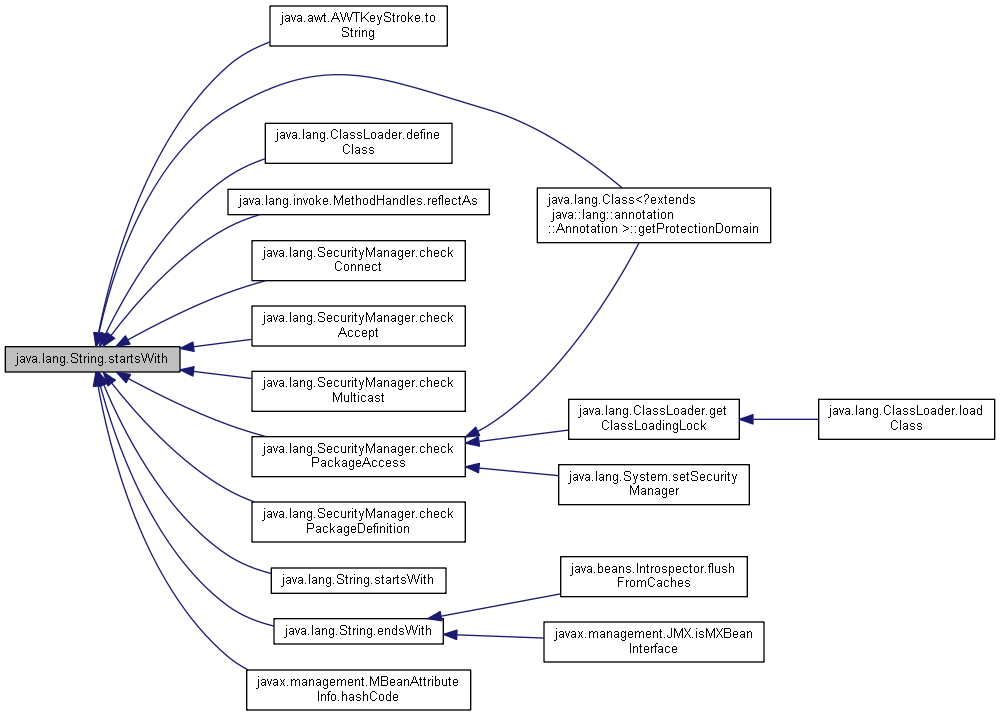 java.awt.AWTKeyStroke.to
String
java.lang.ClassLoader.define
Class
java.lang.invoke.MethodHandles.reflectAs
java.lang.Class<?extends
java::lang::annotation
::Annotation >::getProtectionDomain
java.lang.SecurityManager.check
Connect
java.lang.SecurityManager.check
Accept
java.lang.String.startsWith
java.lang.SecurityManager.check
Multicast
java.lang.SecurityManager.check
PackageAccess
java.lang.ClassLoader.get
ClassLoadingLock
java.lang.ClassLoader.load
Class
java.lang.System.setSecurity
Manager
java.lang.SecurityManager.check
PackageDefinition
java.lang.String.startsWith
java.beans.Introspector.flush
FromCaches
java.lang.String.endsWith
javax.management.JMX.isMXBean
Interface
javax.management.MBeanAttribute
Info.hashCode